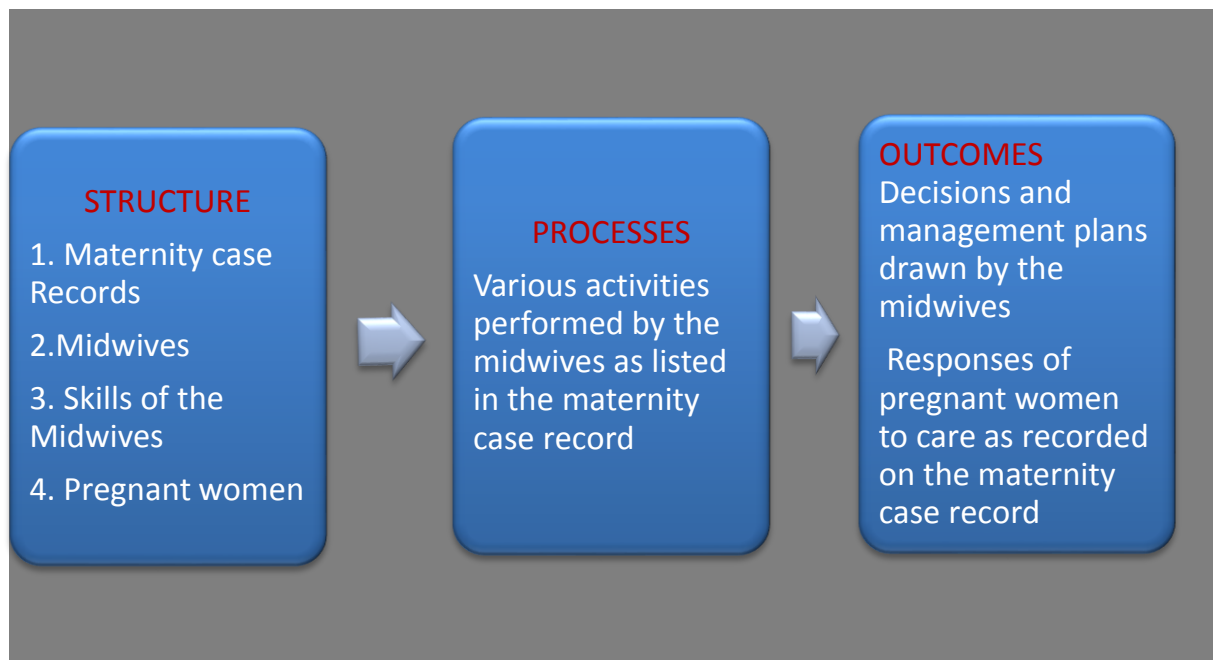 STRUCTURE
1. Maternity case
Records
2.Midwives
3. Skills of the
Midwives
4. Pregnant women
PROCESSES
Various activities
performed by the
midwives as listed
in the maternity
case record
OUTCOMES
Decisions and
management plans
drawn by the
midwives
Responses of
pregnant women
to care as recorded
on the maternity
case record